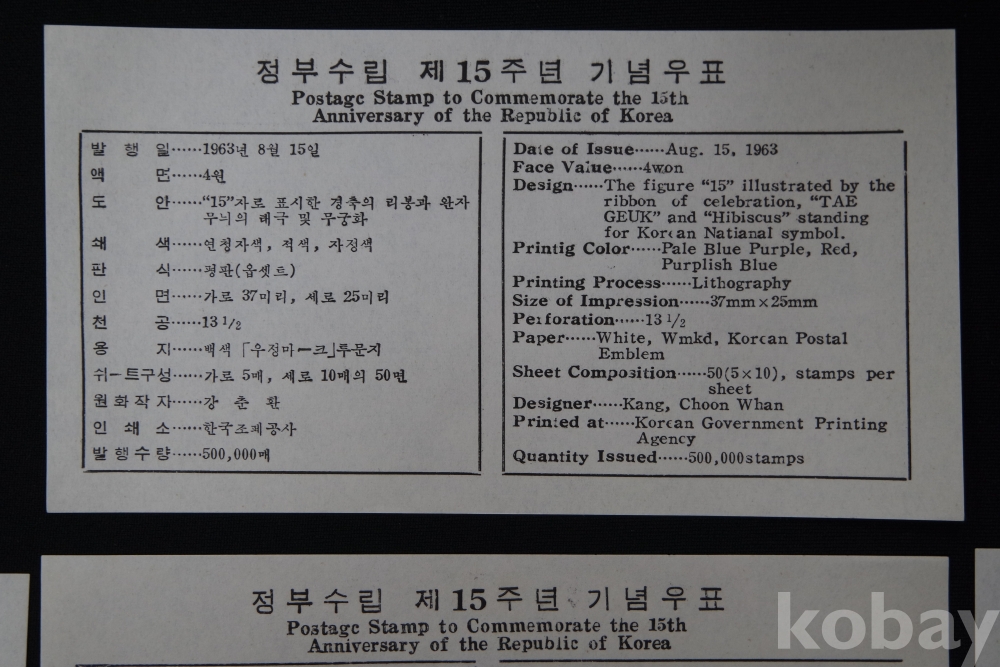 정부수립 제15주년 기념우표
Postage Stamp to Commemorate the 15th
Anniversary of the Republic of Korea
발 행 일······1963년 8월 15일
액 면······4원
도 안······“15”자로 표시한 경축의 리봉과 완자
무늬의 태극 및 무궁화
쇄 색······연청자색, 적색, 자청색
판 식······평판(옵셋트)
인 면······가로 37미리, 세로 25미리
천 공······13 1/2
용 지······백색「우정마ー크」투문지
쉬ー트구성······가로 5매, 세로 10매의 50면
원화작자······강 춘 환
인 쇄 소······한국조폐공사
발행수량······500,000매
Date of Issue······Aug. 15, 1963
Face Value······4won
Design······The figure “15” illustrated by the
ribbon of celebration, “TAE
GEUK” and “Hibiscus” standing
for Korean Natianal symbol.
Printig Color······Pale Blue Purple, Red,
Purplish Blue
Printing Process······Lithography
Size of Impression······37mm×25mm
Perforation······13 1/2
Paper······White, Wmkd, Korean Postal
Emblem
Sheet Composition······50(5×10), stamps per
sheet
Designer······Kang, Choon Whan
Printed at······Korean Government Printing
Agency
Quantity Issued······500,000stamps
정부수립 제15주년 기념우표
Postage Stamp to Commemorate the 15th
Anniversary of the Republic of Korea
kobay